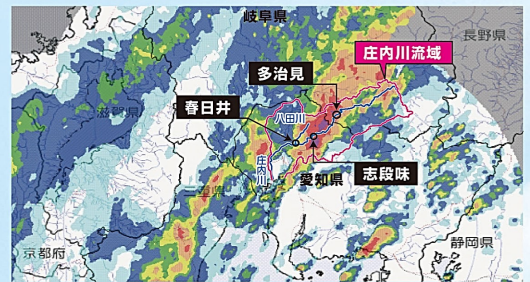 岐阜県
長野県
庄内川流域
多治見
滋賀県
春日井
八田川
庄内川
愛知県
志段味
三重県
京都府
静岡県